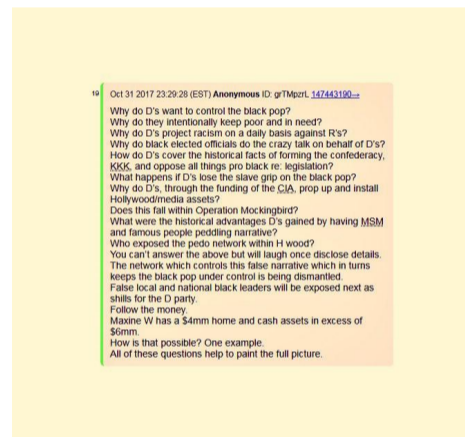 19 Oct 31 2017 23:29:28 (EST) Anonymous ID: grTMpzrL 147443190→
Why do D's want to control the black pop?
Why do they intentionally keep poor and in need?
Why do D's project racism on a daily basis against R's?
Why do black elected officials do the crazy talk on behalf of D's?
How do D's cover the historical facts of forming the confederacy,
KKK, and oppose all things pro black re: legislation?
What happens if D's lose the slave grip on the black pop?
Why do D's, through the funding of the CIA, prop up and install
Hollywood/media assets?
Does this fall within Operation Mockingbird?
What were the historical advantages D's gained by having MSM
and famous people peddling narrative?
Who exposed the pedo network within H wood?
You can't answer the above but will laugh once disclose details.
The network which controls this false narrative which in turns
keeps the black pop under control is being dismantled.
False local and national black leaders will be exposed next as
shills for the D party.
Follow the money.
Maxine W has a $4mm home and cash assets in excess of
$6mm.
How is that possible? One example.
All of these questions help to paint the full picture.